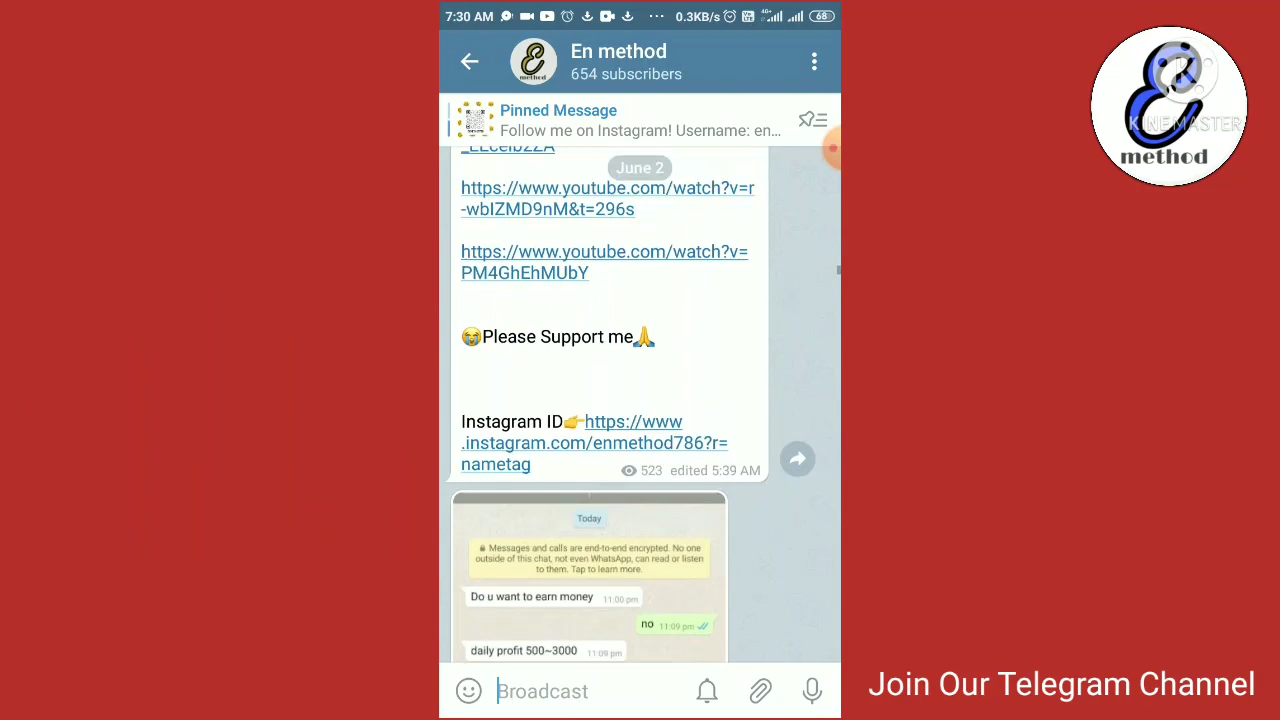 7:30 AM ... 0.3KB/s 4G+ 68
En method
654 subscribers
Pinned Message
Follow me on Instagram! Username: en...
_EEcelbZZA
June 2
https://www.youtube.com/watch?v=r
-wbIZMD9nM&t=296s
https://www.youtube.com/watch?v=
PM4GhEhMUbY
😭Please Support me🙏
Instagram ID👉https://www
.instagram.com/enmethod786?r=
nametag
523 edited 5:39 AM
Today
Messages and calls are end-to-end encrypted. No one
outside of this chat, not even WhatsApp, can read or listen
to them. Tap to learn more.
Do u want to earn money 11:00 pm
no 11:09 pm
daily profit 500~3000 11:09 pm
Broadcast
K
KINEMASTER
method
Join Our Telegram Channel